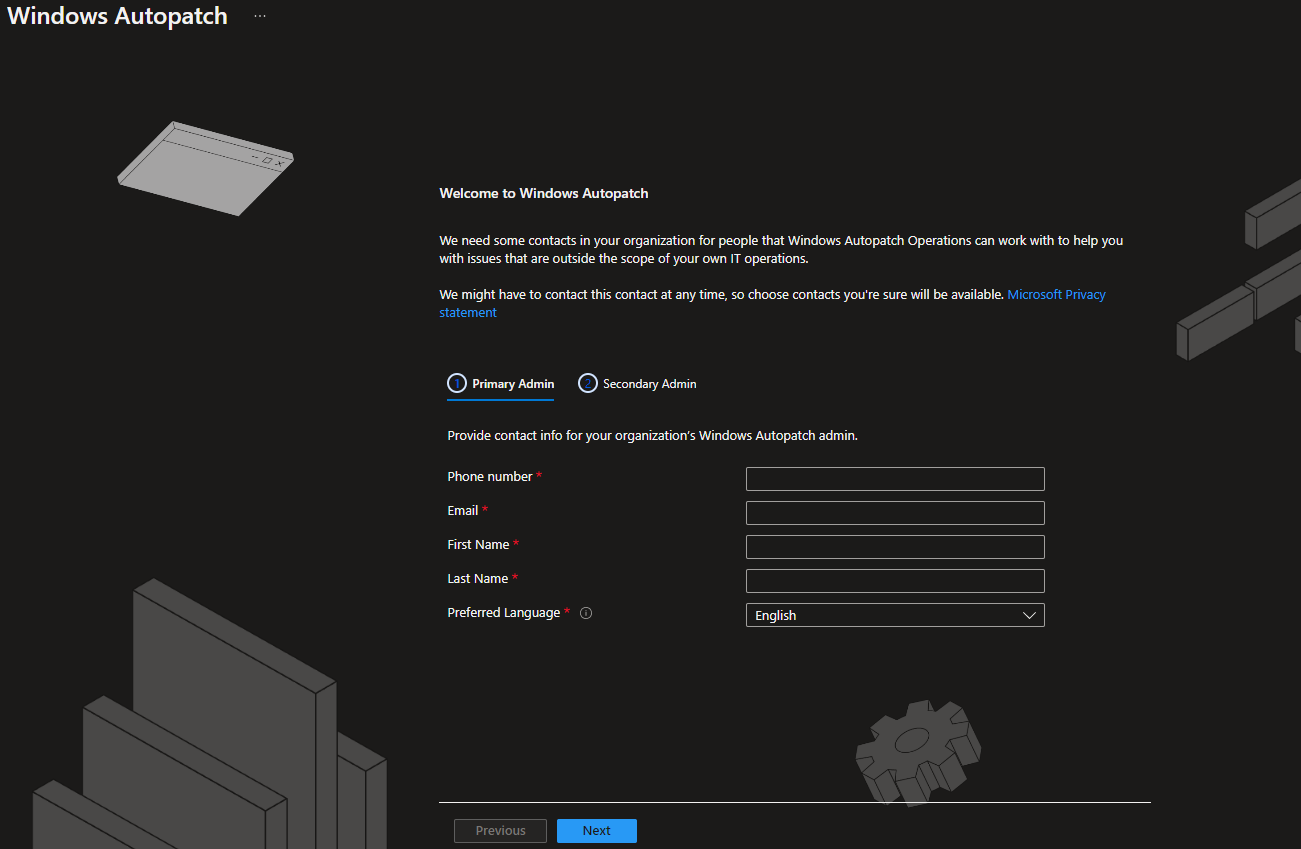 Windows Autopatch ...
Welcome to Windows Autopatch
We need some contacts in your organization for people that Windows Autopatch Operations can work with to help you
with issues that are outside the scope of your own IT operations.
We might have to contact this contact at any time, so choose contacts you're sure will be available. Microsoft Privacy
statement
1 Primary Admin 2 Secondary Admin
Provide contact info for your organization's Windows Autopatch admin.
Phone number *
Email *
First Name *
Last Name *
Preferred Language * English
Previous Next